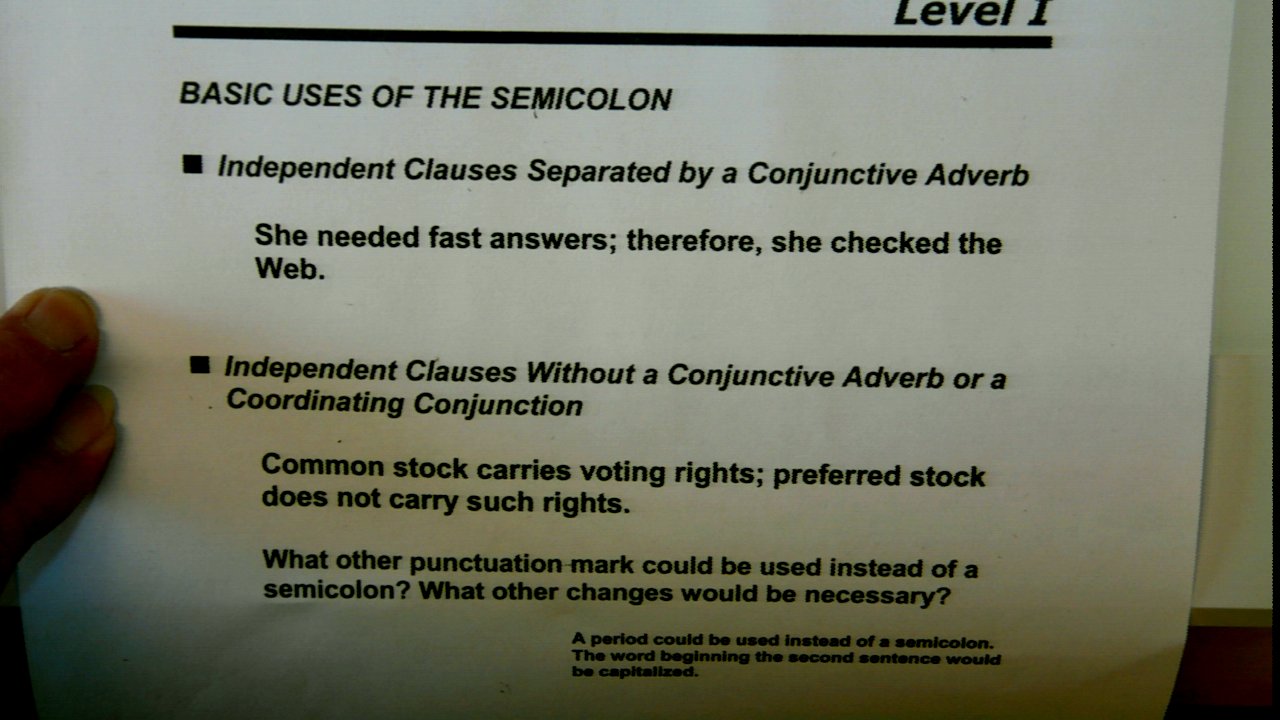 Level I
BASIC USES OF THE SEMICOLON
■ Independent Clauses Separated by a Conjunctive Adverb
She needed fast answers; therefore, she checked the
Web.
■ Independent Clauses Without a Conjunctive Adverb or a
Coordinating Conjunction
Common stock carries voting rights; preferred stock
does not carry such rights.
What other punctuation mark could be used instead of a
semicolon? What other changes would be necessary?
A period could be used instead of a semicolon.
The word beginning the second sentence would
be capitalized.